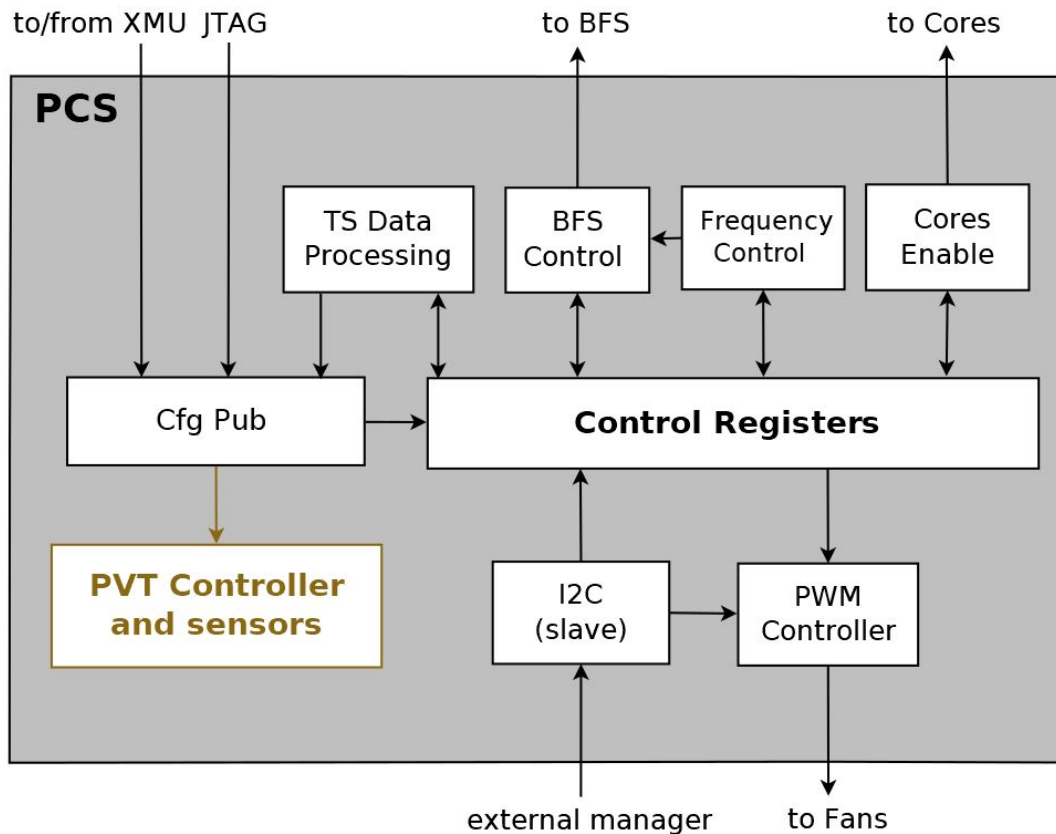 to/from XMU JTAG
to BFS
to Cores
PCS
TS Data
Processing
BFS
Control
Frequency
Control
Cores
Enable
Cfg Pub
Control Registers
PVT Controller
and sensors
I2C
(slave)
PWM
Controller
external manager
to Fans